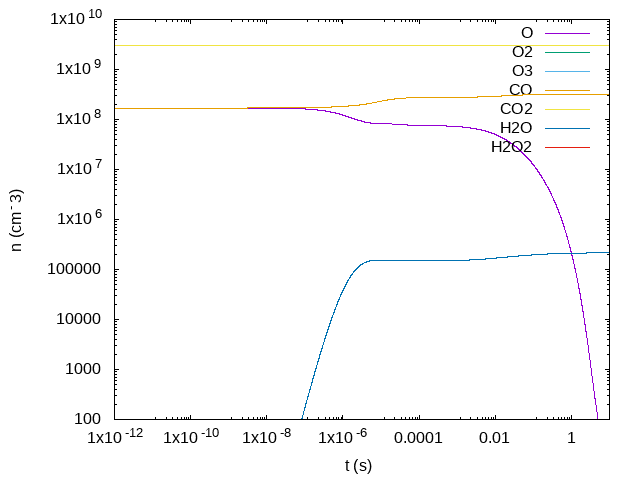 1x10^10
1x10^9
1x10^8
1x10^7
1x10^6
100000
10000
1000
100
n (cm^-3)
O
O2
O3
CO
CO2
H2O
H2O2
1x10^-12
1x10^-10
1x10^-8
1x10^-6
0.0001
0.01
1
t (s)